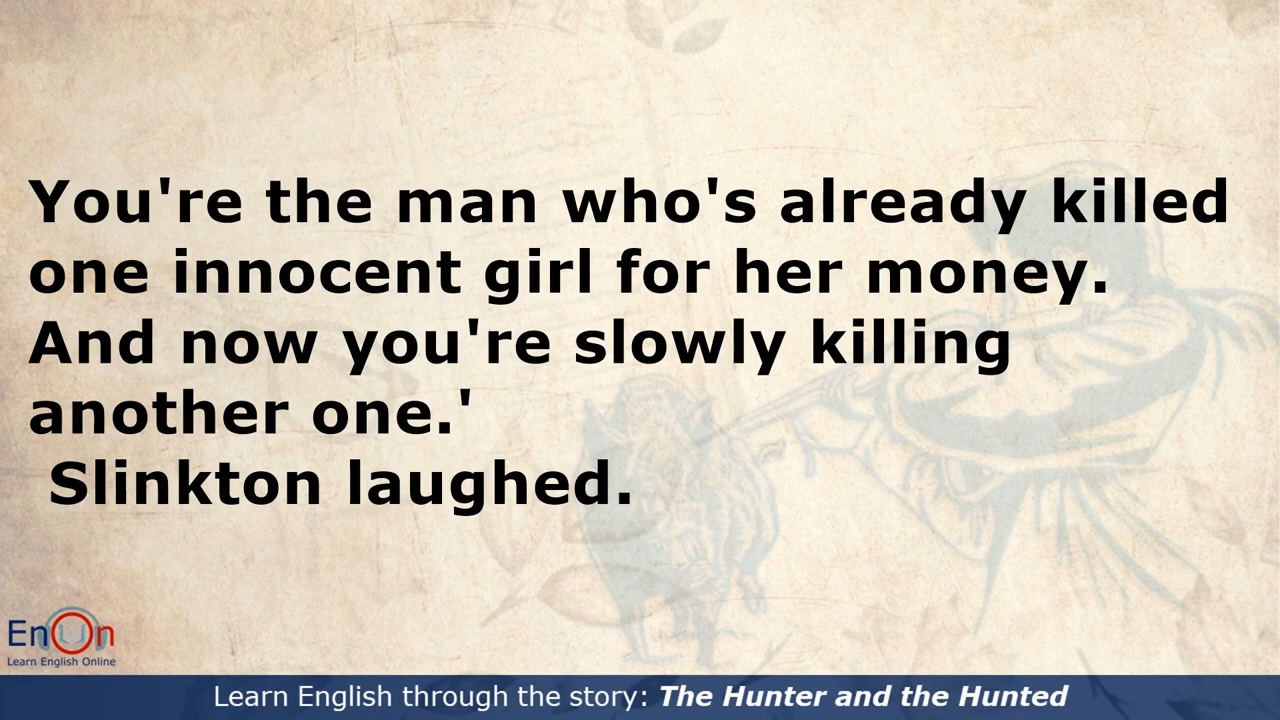 You're the man who's already killed
one innocent girl for her money.
And now you're slowly killing
another one.'
Slinkton laughed.
EnOn
Learn English Online
Learn English through the story: The Hunter and the Hunted